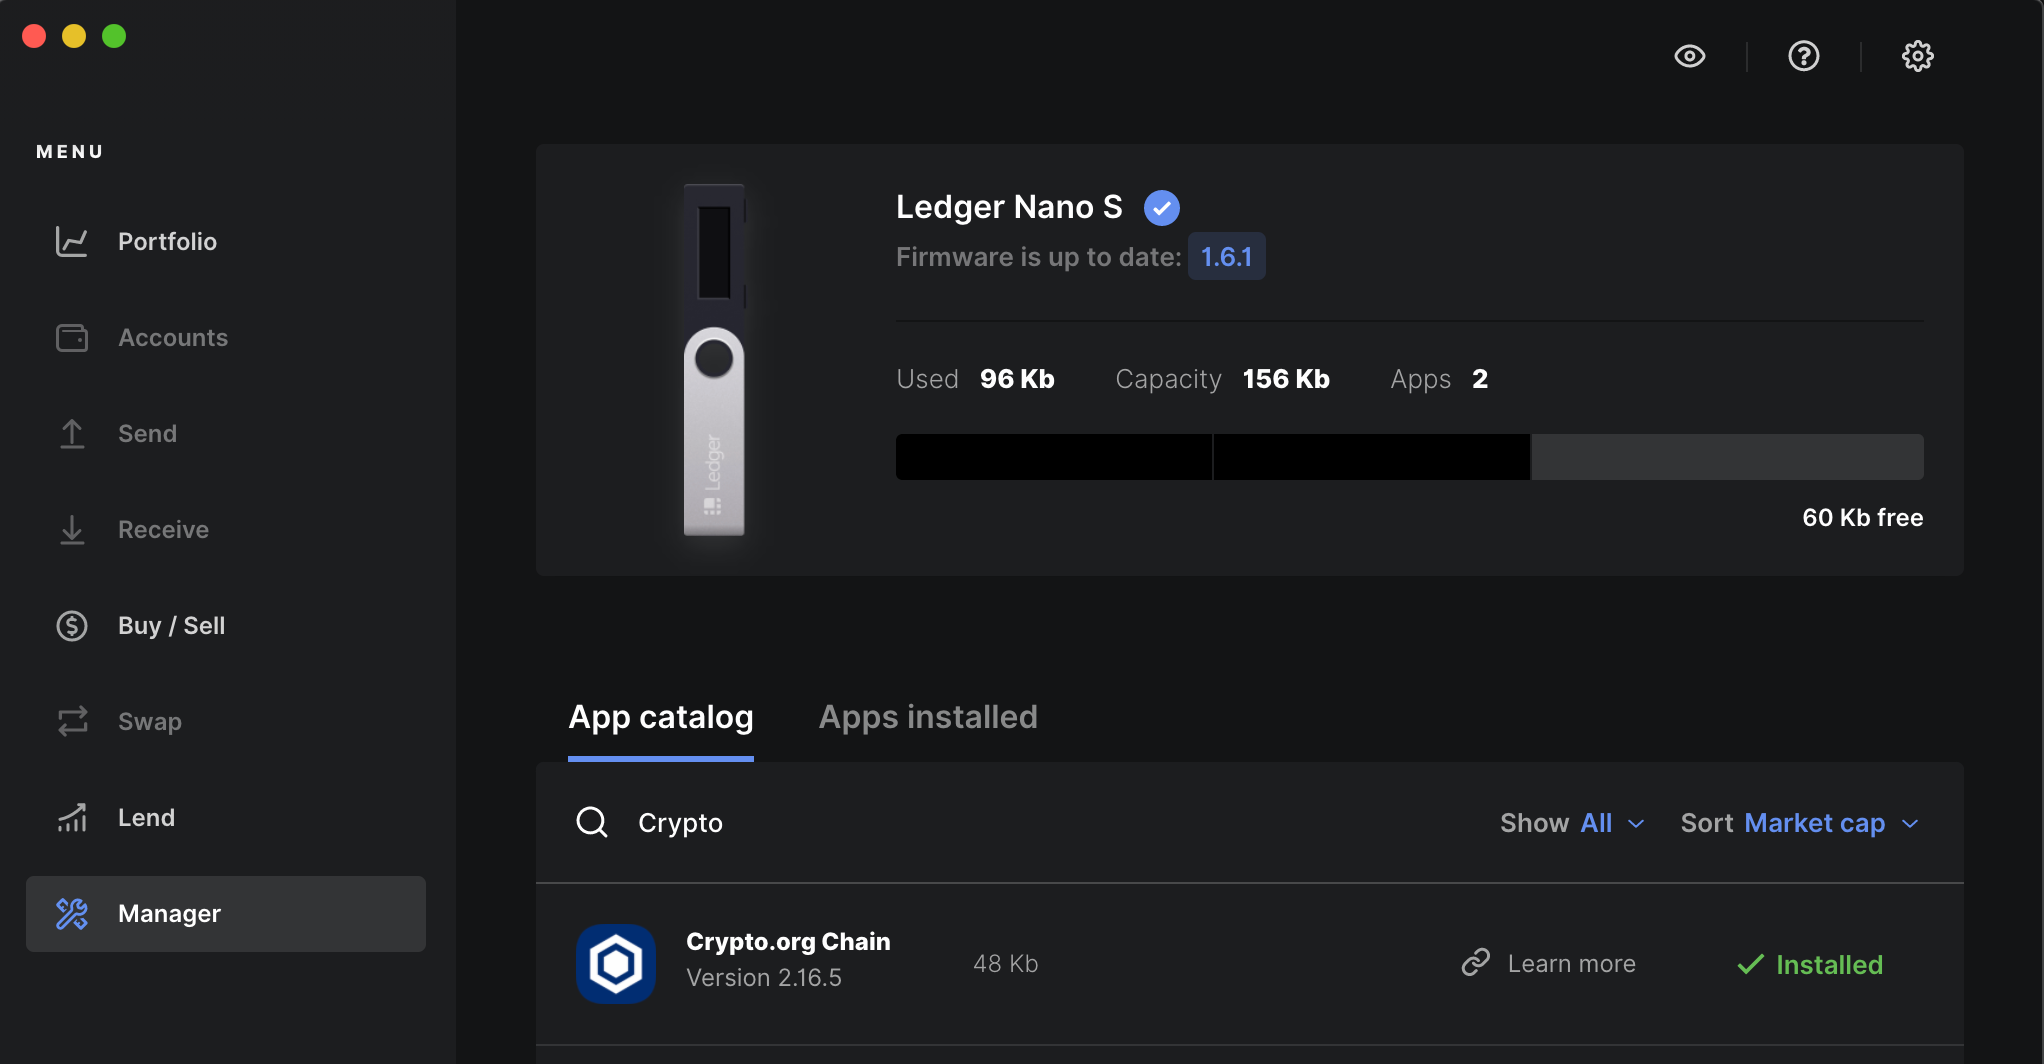 MENU
Portfolio
Accounts
Send
Receive
Buy / Sell
Swap
Lend
Manager
Ledger Nano S
Firmware is up to date: 1.6.1
Used 96 Kb Capacity 156 Kb Apps 2
Ledger
60 Kb free
App catalog Apps installed
Crypto Show All Sort Market cap
Crypto.org Chain
Version 2.16.5
48 Kb
Learn more
Installed